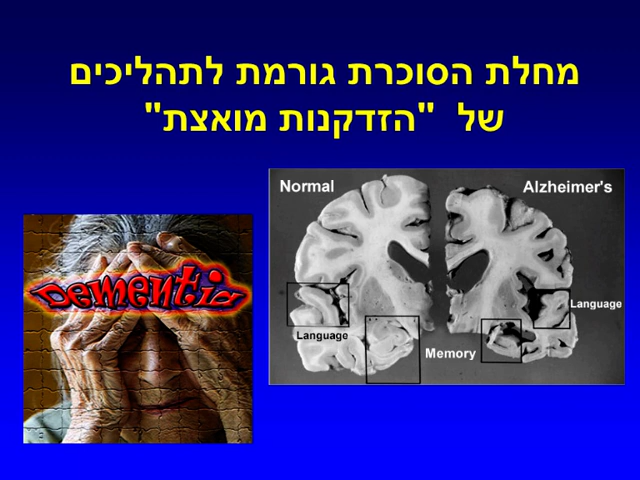 מחלת הסוכרת גורמת לתהליכים
של "הזדקנות מואצת"
Normal
Alzheimer's
Dementia
Language
Language
Memory